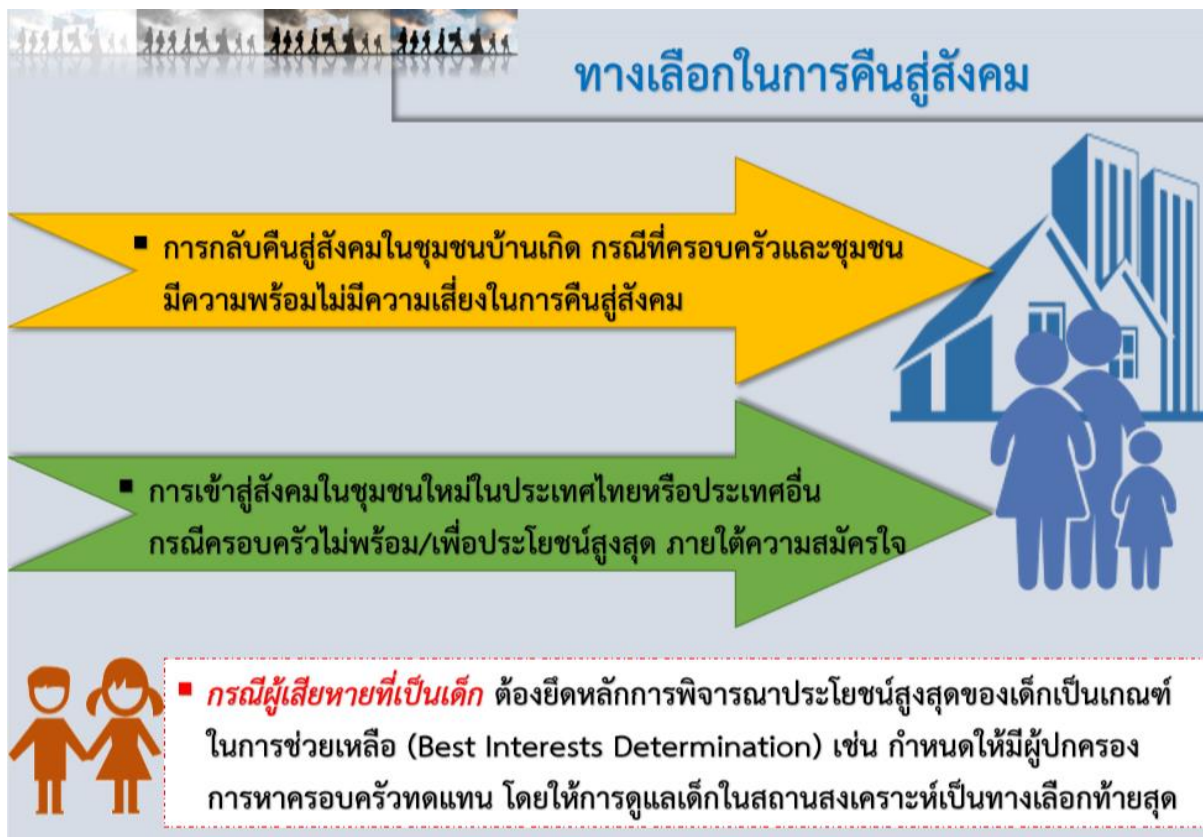 ทางเลือกในการคืนสู่สังคม
▪ การกลับคืนสู่สังคมในชุมชนบ้านเกิด กรณีที่ครอบครัวและชุมชน
มีความพร้อมไม่มีความเสี่ยงในการคืนสู่สังคม
▪ การเข้าสู่สังคมในชุมชนใหม่ในประเทศไทยหรือประเทศอื่น
กรณีครอบครัวไม่พร้อม/เพื่อประโยชน์สูงสุด ภายใต้ความสมัครใจ
▪ กรณีผู้เสียหายที่เป็นเด็ก ต้องยึดหลักการพิจารณาประโยชน์สูงสุดของเด็กเป็นเกณฑ์
ในการช่วยเหลือ (Best Interests Determination) เช่น กำหนดให้มีผู้ปกครอง
การหาครอบครัวทดแทน โดยให้การดูแลเด็กในสถานสงเคราะห์เป็นทางเลือกท้ายสุด